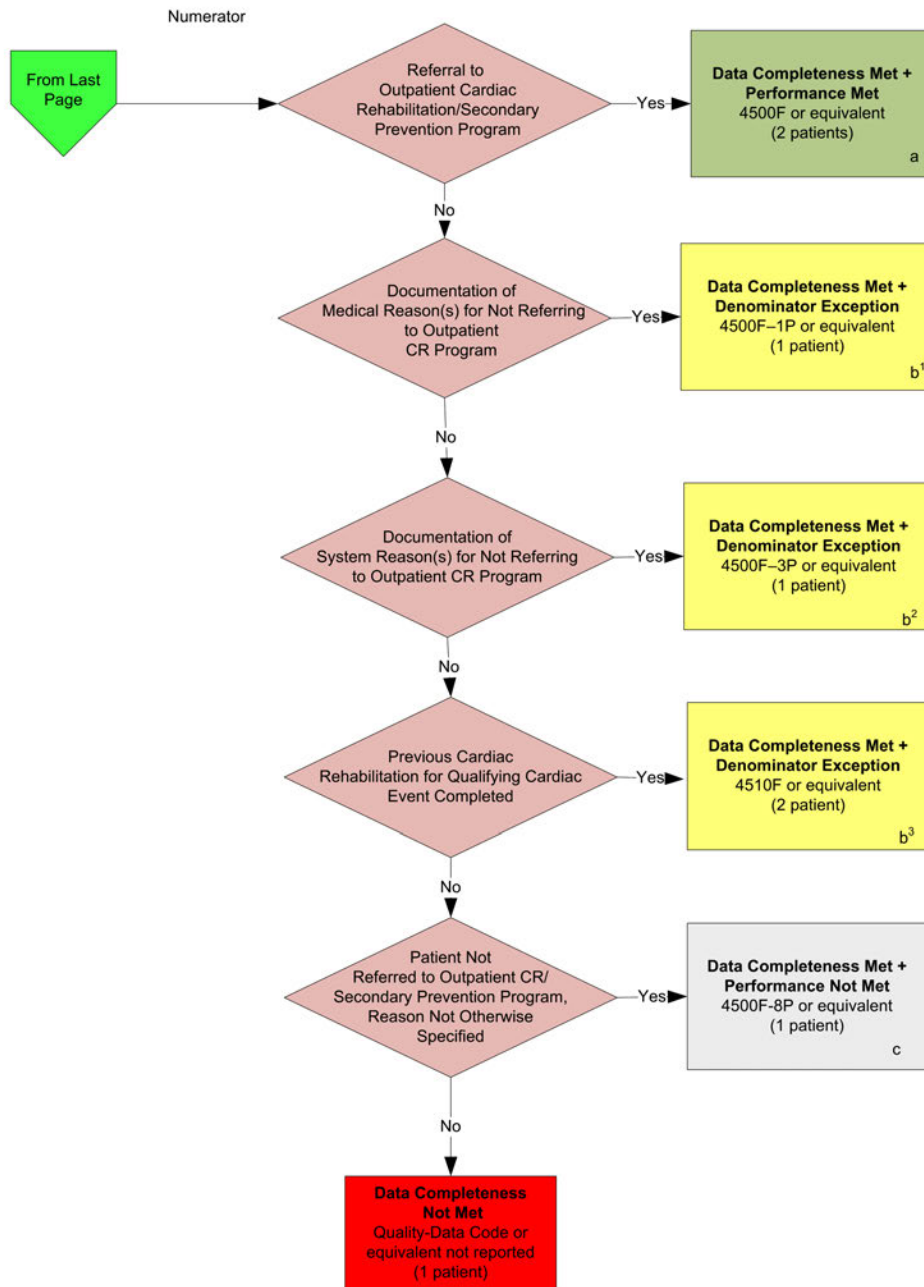 Numerator
From Last
Page
Referral to
Outpatient Cardiac
Rehabilitation/Secondary
Prevention Program
Yes
Data Completeness Met +
Performance Met
4500F or equivalent
(2 patients)
a
No
Documentation of
Medical Reason(s) for Not Referring
to Outpatient
CR Program
Yes
Data Completeness Met +
Denominator Exception
4500F–1P or equivalent
(1 patient)
b¹
No
Documentation of
System Reason(s) for Not Referring
to Outpatient CR Program
Yes
Data Completeness Met +
Denominator Exception
4500F–3P or equivalent
(1 patient)
b²
No
Previous Cardiac
Rehabilitation for Qualifying Cardiac
Event Completed
Yes
Data Completeness Met +
Denominator Exception
4510F or equivalent
(2 patient)
b³
No
Patient Not
Referred to Outpatient CR/
Secondary Prevention Program,
Reason Not Otherwise
Specified
Yes
Data Completeness Met +
Performance Not Met
4500F-8P or equivalent
(1 patient)
c
No
Data Completeness
Not Met
Quality-Data Code or
equivalent not reported
(1 patient)